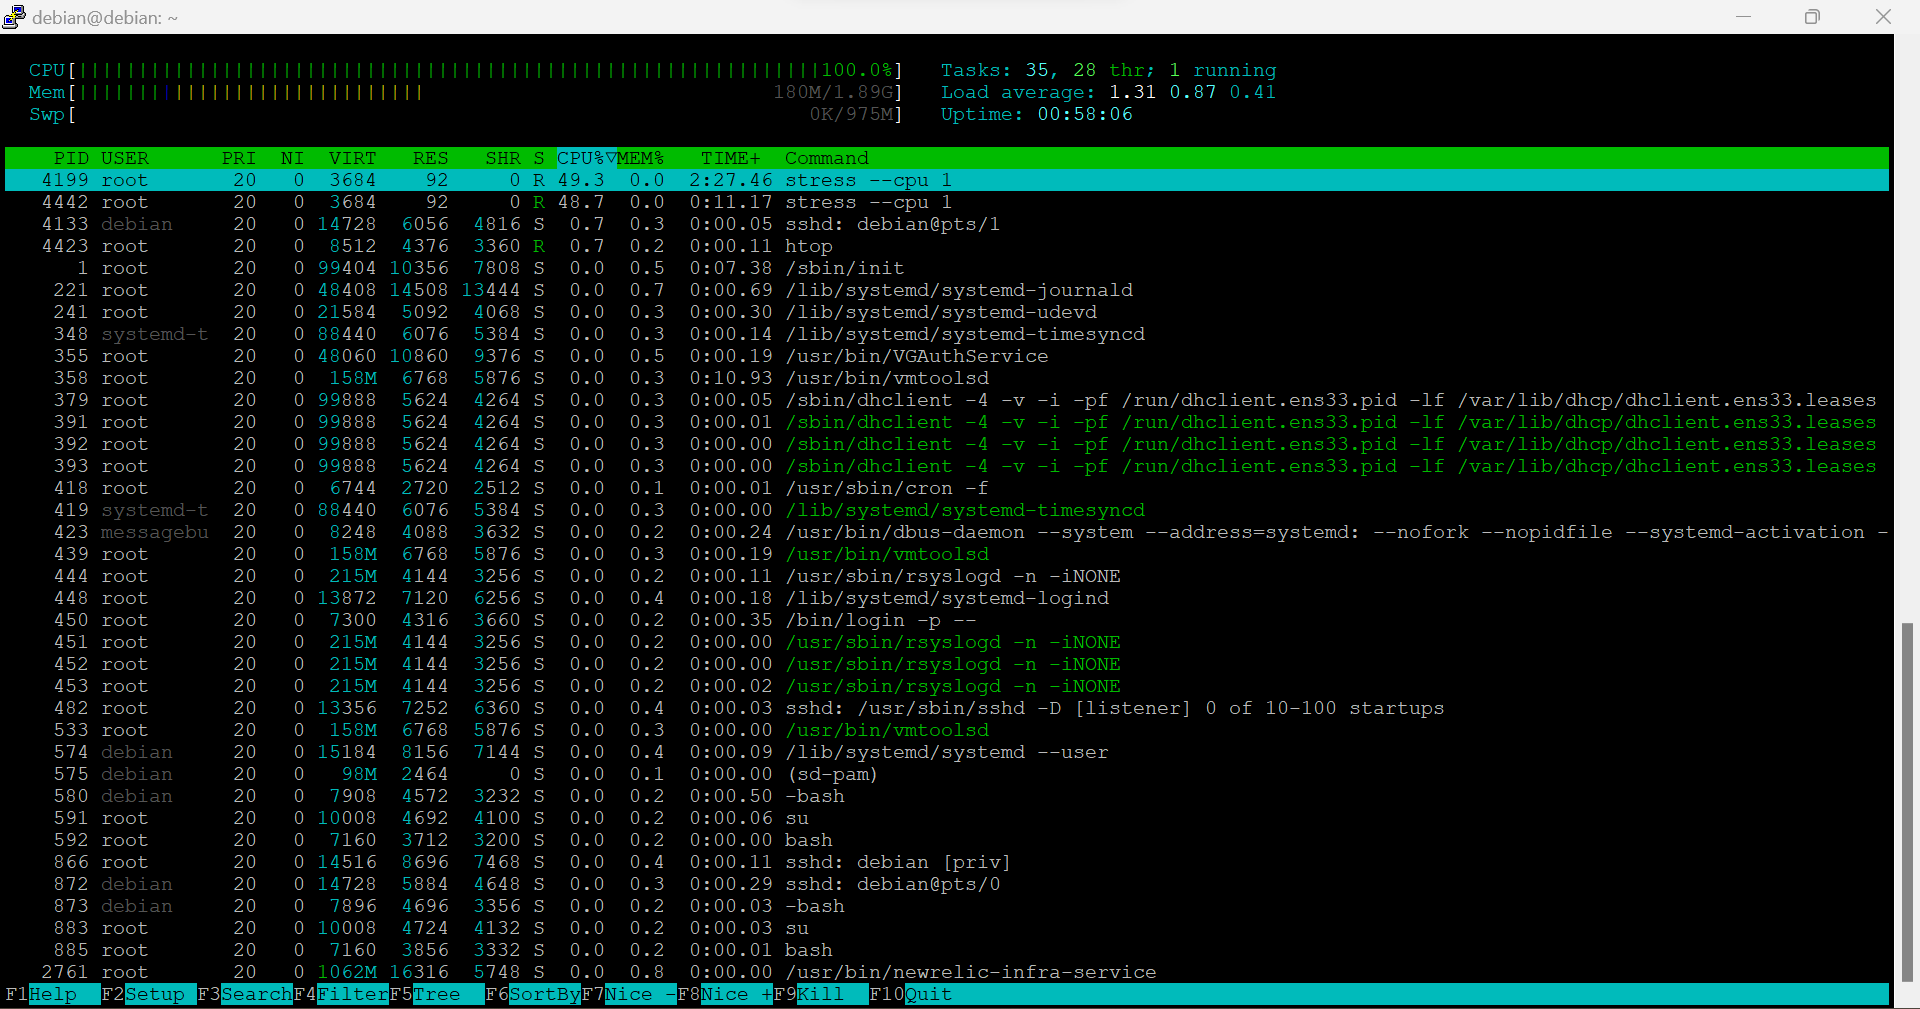 debian@debian: ~
CPU[||||||||||||||||||||||||||||||||||||||||||||||||||||||||||||||100.0%] Tasks: 35, 28 thr; 1 running
Mem[||||||||||||||||||||||||||||| 180M/1.89G] Load average: 1.31 0.87 0.41
Swp[ 0K/975M] Uptime: 00:58:06
PID USER PRI NI VIRT RES SHR S CPU%▽MEM% TIME+ Command
4199 root 20 0 3684 92 0 R 49.3 0.0 2:27.46 stress --cpu 1
4442 root 20 0 3684 92 0 R 48.7 0.0 0:11.17 stress --cpu 1
4133 debian 20 0 14728 6056 4816 S 0.7 0.3 0:00.05 sshd: debian@pts/1
4423 root 20 0 8512 4376 3360 R 0.7 0.2 0:00.11 htop
1 root 20 0 99404 10356 7808 S 0.0 0.5 0:07.38 /sbin/init
221 root 20 0 48408 14508 13444 S 0.0 0.7 0:00.69 /lib/systemd/systemd-journald
241 root 20 0 21584 5092 4068 S 0.0 0.3 0:00.30 /lib/systemd/systemd-udevd
348 systemd-t 20 0 88440 6076 5384 S 0.0 0.3 0:00.14 /lib/systemd/systemd-timesyncd
355 root 20 0 48060 10860 9376 S 0.0 0.5 0:00.19 /usr/bin/VGAuthService
358 root 20 0 158M 6768 5876 S 0.0 0.3 0:10.93 /usr/bin/vmtoolsd
379 root 20 0 99888 5624 4264 S 0.0 0.3 0:00.05 /sbin/dhclient -4 -v -i -pf /run/dhclient.ens33.pid -lf /var/lib/dhcp/dhclient.ens33.leases
391 root 20 0 99888 5624 4264 S 0.0 0.3 0:00.01 /sbin/dhclient -4 -v -i -pf /run/dhclient.ens33.pid -lf /var/lib/dhcp/dhclient.ens33.leases
392 root 20 0 99888 5624 4264 S 0.0 0.3 0:00.00 /sbin/dhclient -4 -v -i -pf /run/dhclient.ens33.pid -lf /var/lib/dhcp/dhclient.ens33.leases
393 root 20 0 99888 5624 4264 S 0.0 0.3 0:00.00 /sbin/dhclient -4 -v -i -pf /run/dhclient.ens33.pid -lf /var/lib/dhcp/dhclient.ens33.leases
418 root 20 0 6744 2720 2512 S 0.0 0.1 0:00.01 /usr/sbin/cron -f
419 systemd-t 20 0 88440 6076 5384 S 0.0 0.3 0:00.00 /lib/systemd/systemd-timesyncd
423 messagebu 20 0 8248 4088 3632 S 0.0 0.2 0:00.24 /usr/bin/dbus-daemon --system --address=systemd: --nofork --nopidfile --systemd-activation -
439 root 20 0 158M 6768 5876 S 0.0 0.3 0:00.19 /usr/bin/vmtoolsd
444 root 20 0 215M 4144 3256 S 0.0 0.2 0:00.11 /usr/sbin/rsyslogd -n -iNONE
448 root 20 0 13872 7120 6256 S 0.0 0.4 0:00.18 /lib/systemd/systemd-logind
450 root 20 0 7300 4316 3660 S 0.0 0.2 0:00.35 /bin/login -p --
451 root 20 0 215M 4144 3256 S 0.0 0.2 0:00.00 /usr/sbin/rsyslogd -n -iNONE
452 root 20 0 215M 4144 3256 S 0.0 0.2 0:00.00 /usr/sbin/rsyslogd -n -iNONE
453 root 20 0 215M 4144 3256 S 0.0 0.2 0:00.02 /usr/sbin/rsyslogd -n -iNONE
482 root 20 0 13356 7252 6360 S 0.0 0.4 0:00.03 sshd: /usr/sbin/sshd -D [listener] 0 of 10-100 startups
533 root 20 0 158M 6768 5876 S 0.0 0.3 0:00.00 /usr/bin/vmtoolsd
574 debian 20 0 15184 8156 7144 S 0.0 0.4 0:00.09 /lib/systemd/systemd --user
575 debian 20 0 98M 2464 0 S 0.0 0.1 0:00.00 (sd-pam)
580 debian 20 0 7908 4572 3232 S 0.0 0.2 0:00.50 -bash
591 root 20 0 10008 4692 4100 S 0.0 0.2 0:00.06 su
592 root 20 0 7160 3712 3200 S 0.0 0.2 0:00.00 bash
866 root 20 0 14516 8696 7468 S 0.0 0.4 0:00.11 sshd: debian [priv]
872 debian 20 0 14728 5884 4648 S 0.0 0.3 0:00.29 sshd: debian@pts/0
873 debian 20 0 7896 4696 3356 S 0.0 0.2 0:00.03 -bash
883 root 20 0 10008 4724 4132 S 0.0 0.2 0:00.03 su
885 root 20 0 7160 3856 3332 S 0.0 0.2 0:00.01 bash
2761 root 20 0 1062M 16316 5748 S 0.0 0.8 0:00.00 /usr/bin/newrelic-infra-service
F1Help F2Setup F3SearchF4FilterF5Tree F6SortByF7Nice -F8Nice +F9Kill F10Quit